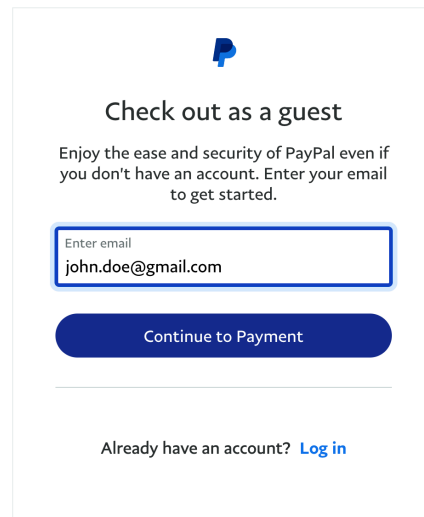 Check out as a guest
Enjoy the ease and security of PayPal even if
you don't have an account. Enter your email
to get started.
Enter email
john.doe@gmail.com
Continue to Payment
Already have an account? Log in